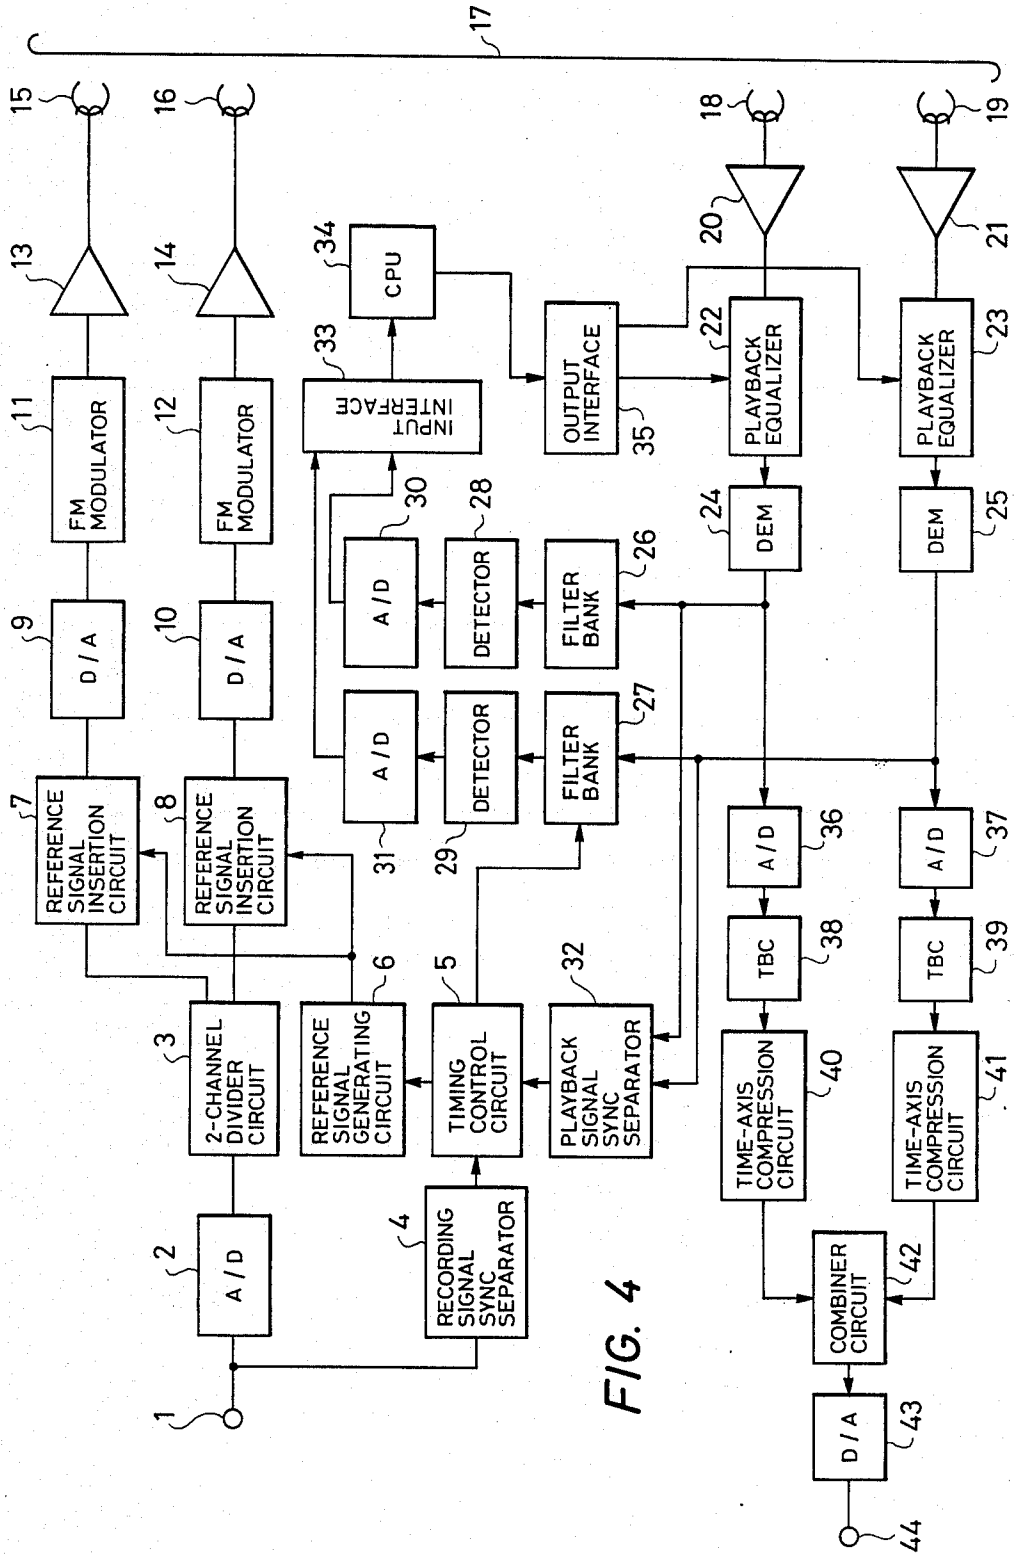 1
2
A/D
3
2-CHANNEL
DIVIDER
CIRCUIT
7
REFERENCE
SIGNAL
INSERTION
CIRCUIT
9
D/A
11
FM
MODULATOR
13
15
8
REFERENCE
SIGNAL
INSERTION
CIRCUIT
10
D/A
12
FM
MODULATOR
14
16
17
4
RECORDING
SIGNAL
SYNC
SEPARATOR
6
REFERENCE
SIGNAL
GENERATING
CIRCUIT
5
TIMING
CONTROL
CIRCUIT
32
PLAYBACK
SIGNAL
SYNC
SEPARATOR
31
A/D
29
DETECTOR
27
FILTER
BANK
30
A/D
28
DETECTOR
26
FILTER
BANK
33
INPUT
INTERFACE
34
CPU
35
OUTPUT
INTERFACE
18
20
22
PLAYBACK
EQUALIZER
24
DEM
36
A/D
38
TBC
40
TIME-AXIS
COMPRESSION
CIRCUIT
19
21
23
PLAYBACK
EQUALIZER
25
DEM
37
A/D
39
TBC
41
TIME-AXIS
COMPRESSION
CIRCUIT
42
COMBINER
CIRCUIT
43
D/A
44
FIG. 4